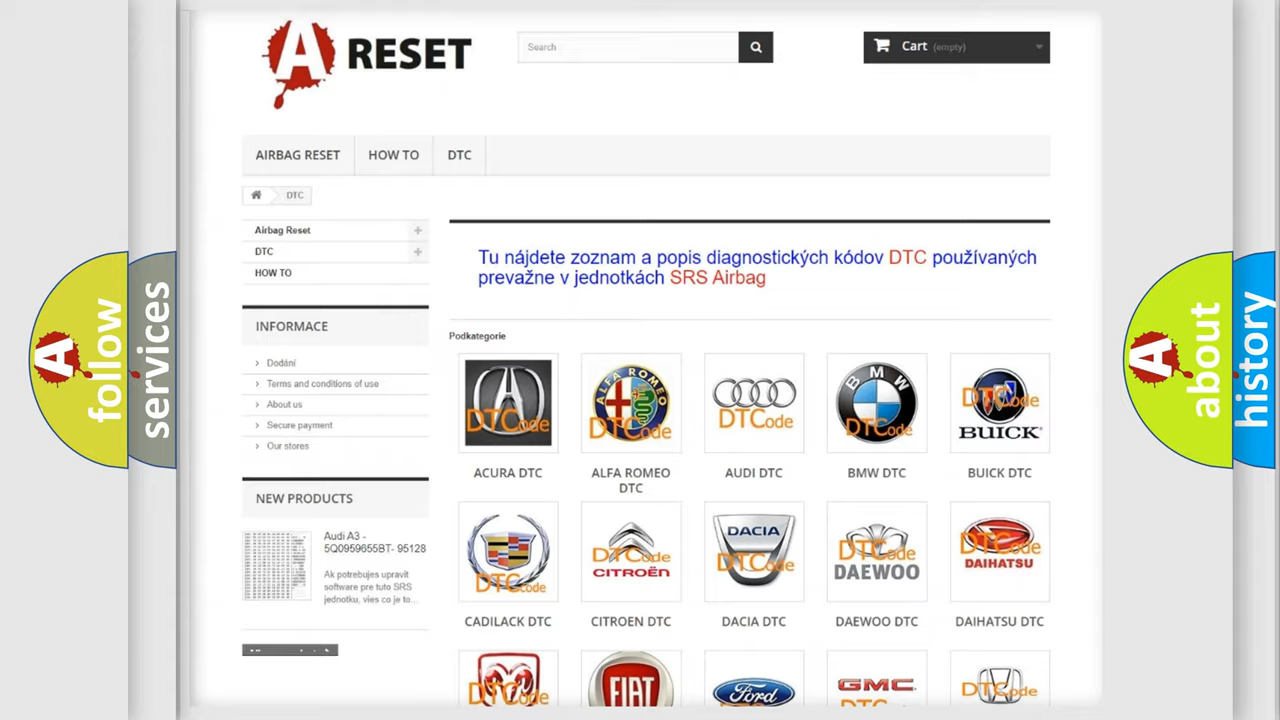 A RESET
Search
Cart (empty)
AIRBAG RESET HOW TO DTC
DTC
Airbag Reset
DTC
HOW TO
INFORMACE
Dodání
Terms and conditions of use
About us
Secure payment
Our stores
NEW PRODUCTS
Audi A3 -
5Q0959655BT- 95128
Ak potrebujes upravit
software pre tuto SRS
jednotku, vies co je to...
Tu nájdete zoznam a popis diagnostických kódov DTC používaných
prevažne v jednotkách SRS Airbag
Podkategorie
DTCode
ALFA ROMEO
DTCode
DTCode
BMW
DTCode
DTCode
BUICK
ACURA DTC
ALFA ROMEO
DTC
AUDI DTC
BMW DTC
BUICK DTC
DTCode
DTCode
CITROËN
DACIA
DTCode
DTCode
DAEWOO
DTCode
DAIHATSU
CADILACK DTC
CITROEN DTC
DACIA DTC
DAEWOO DTC
DAIHATSU DTC
DTCode
FIAT
Ford
GMC
DTCode
A follow
services
A about
history